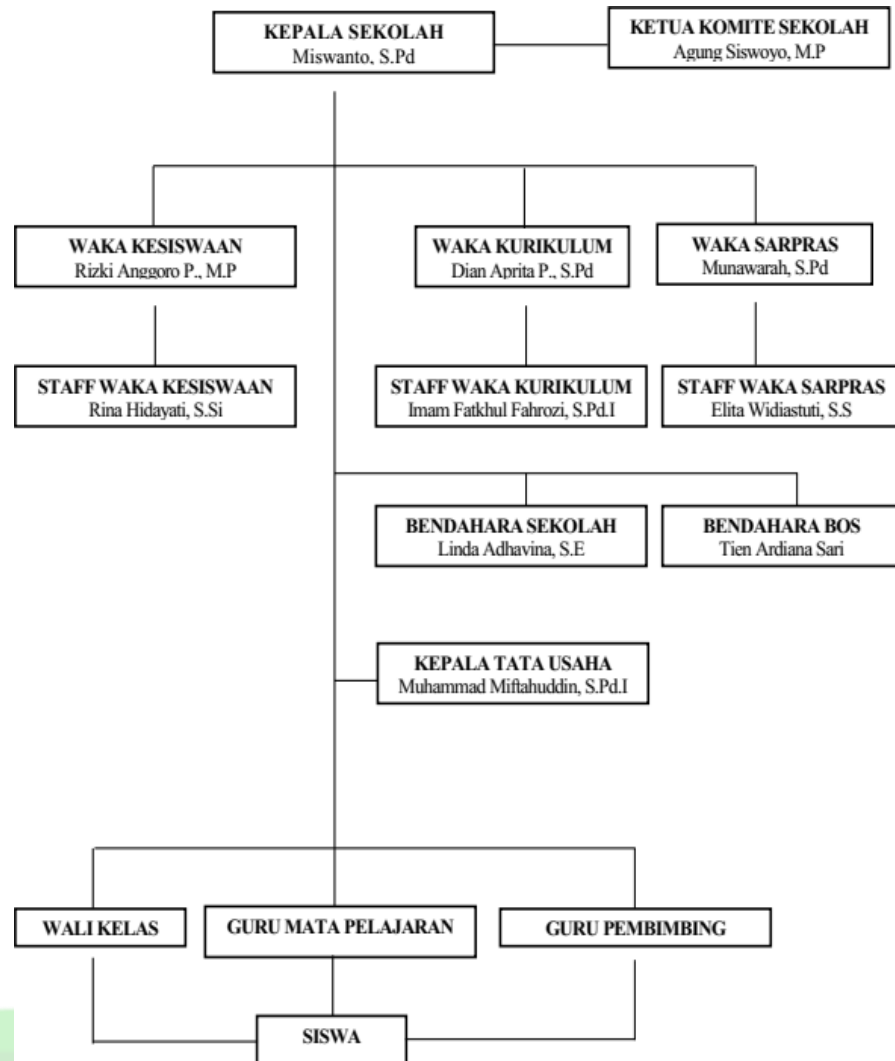 KEPALA SEKOLAH
Miswanto, S.Pd
KETUA KOMITE SEKOLAH
Agung Siswoyo, M.P
WAKA KESISWAAN
Rizki Anggoro P., M.P
WAKA KURIKULUM
Dian Aprita P., S.Pd
WAKA SARPRAS
Munawarah, S.Pd
STAFF WAKA KESISWAAN
Rina Hidayati, S.Si
STAFF WAKA KURIKULUM
Imam Fatkhul Fahrozi, S.Pd.I
STAFF WAKA SARPRAS
Elita Widiastuti, S.S
BENDAHARA SEKOLAH
Linda Adhavina, S.E
BENDAHARA BOS
Tien Ardiana Sari
KEPALA TATA USAHA
Muhammad Miftahuddin, S.Pd.I
WALI KELAS
GURU MATA PELAJARAN
GURU PEMBIMBING
SISWA